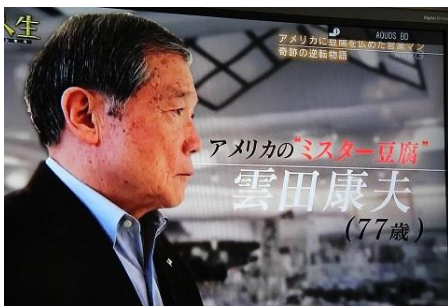 人生
AQUOS BD
アメリカに豆腐を広めた営業マン
奇跡の逆転物語
アメリカの“ミスター豆腐”
雲田康夫
(77歳)